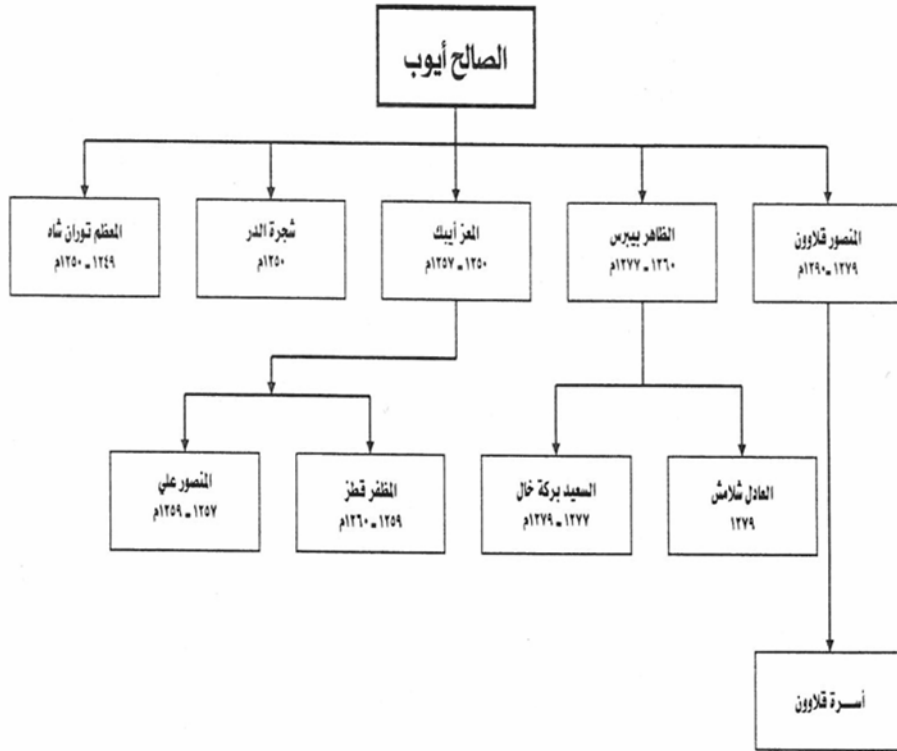 الصالح أيوب
المنصور قلاوون
١٢٧٩ - ١٢٩٠م
الظاهر بيبرس
١٢٦٠ - ١٢٧٧م
المعز أيبك
١٢٥٠ - ١٢٥٧م
شجرة الدر
١٢٥٠م
المعظم توران شاه
١٢٤٩ - ١٢٥٠م
العادل شلامش
١٢٧٩
السعيد بركة خال
١٢٧٧ - ١٢٧٩م
المظفر قطز
١٢٥٩ - ١٢٦٠م
المنصور علي
١٢٥٧ - ١٢٥٩م
أســـرة قلاوون